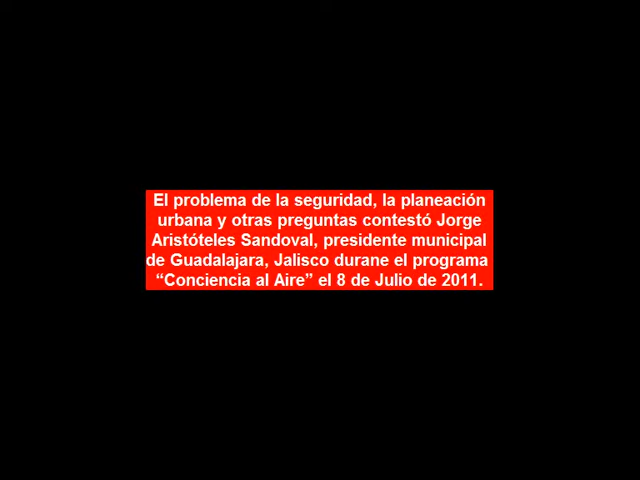 El problema de la seguridad, la planeación
urbana y otras preguntas contestó Jorge
Aristóteles Sandoval, presidente municipal
de Guadalajara, Jalisco durane el programa
“Conciencia al Aire” el 8 de Julio de 2011.